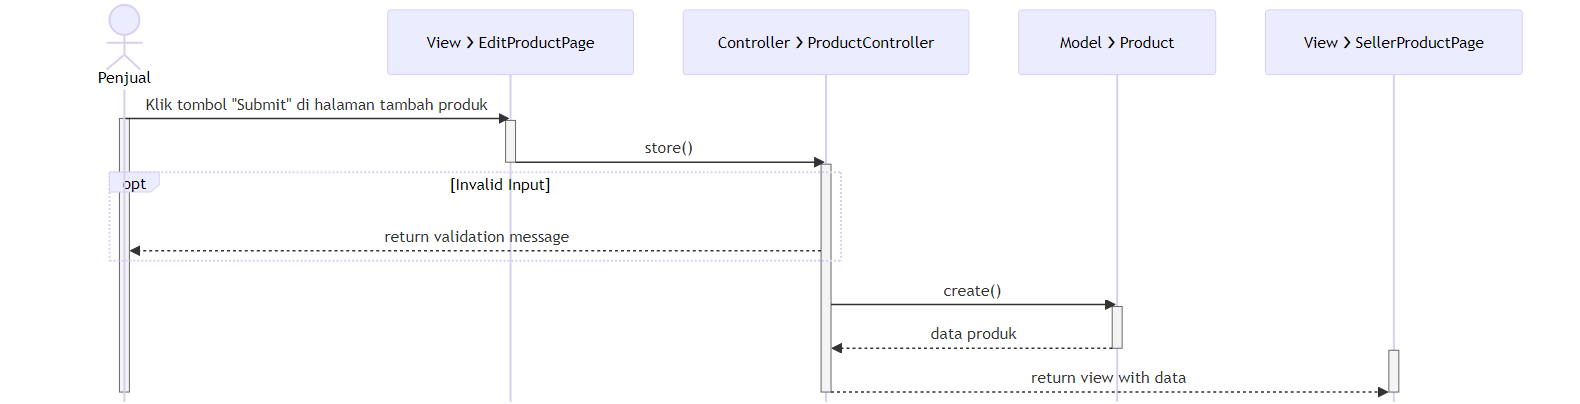 Penjual
View > EditProductPage
Controller > ProductController
Model > Product
View > SellerProductPage
Klik tombol "Submit" di halaman tambah produk
store()
opt
[Invalid Input]
return validation message
create()
data produk
return view with data